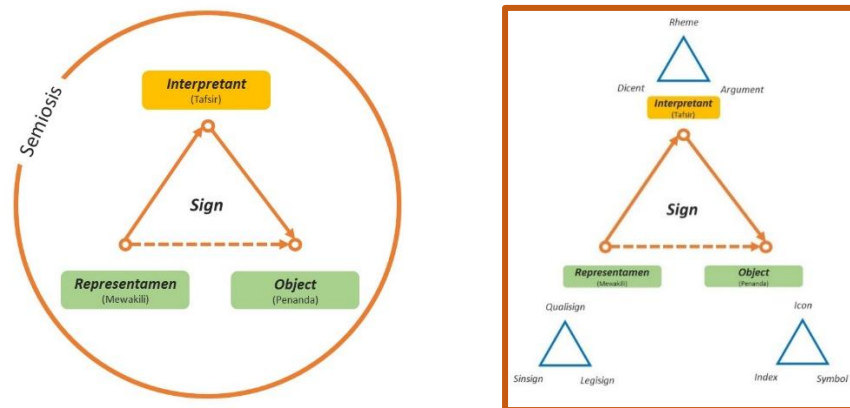 Semiosis
Interpretant
(Tafsir)
Sign
Representamen
(Mewakili)
Object
(Penanda)
Rheme
Dicent
Argument
Interpretant
(Tafsir)
Sign
Representamen
(Mewakili)
Object
(Penanda)
Qualisign
Sinsign
Legisign
Icon
Index
Symbol